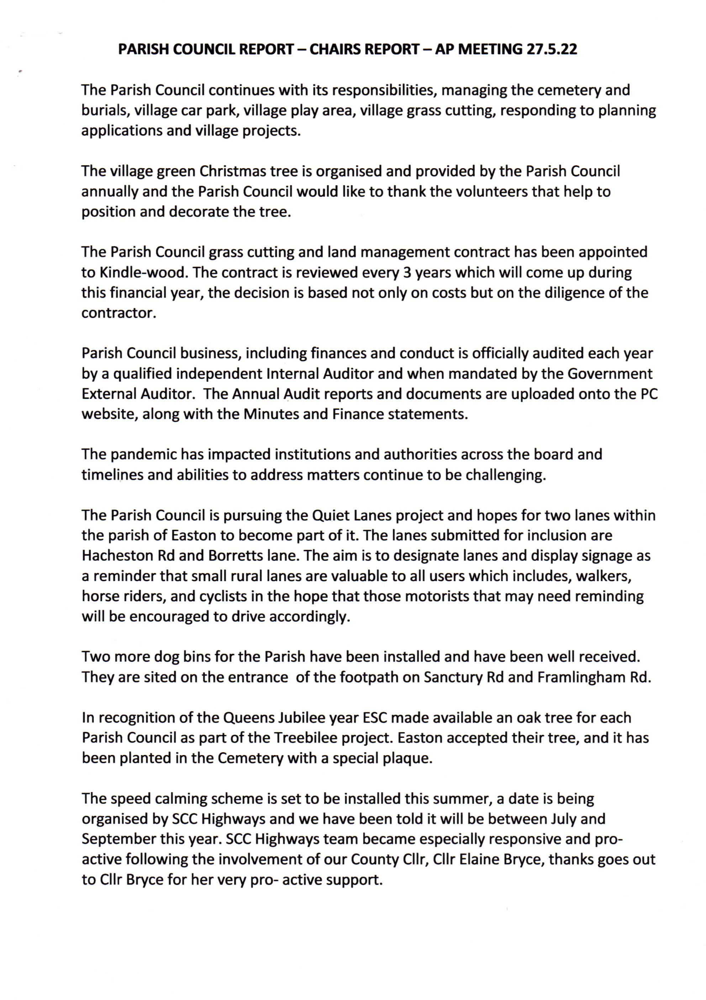 PARISH COUNCIL REPORT – CHAIRS REPORT – AP MEETING 27.5.22
The Parish Council continues with its responsibilities, managing the cemetery and
burials, village car park, village play area, village grass cutting, responding to planning
applications and village projects.
The village green Christmas tree is organised and provided by the Parish Council
annually and the Parish Council would like to thank the volunteers that help to
position and decorate the tree.
The Parish Council grass cutting and land management contract has been appointed
to Kindle-wood. The contract is reviewed every 3 years which will come up during
this financial year, the decision is based not only on costs but on the diligence of the
contractor.
Parish Council business, including finances and conduct is officially audited each year
by a qualified independent Internal Auditor and when mandated by the Government
External Auditor.  The Annual Audit reports and documents are uploaded onto the PC
website, along with the Minutes and Finance statements.
The pandemic has impacted institutions and authorities across the board and
timelines and abilities to address matters continue to be challenging.
The Parish Council is pursuing the Quiet Lanes project and hopes for two lanes within
the parish of Easton to become part of it. The lanes submitted for inclusion are
Hacheston Rd and Borretts lane. The aim is to designate lanes and display signage as
a reminder that small rural lanes are valuable to all users which includes, walkers,
horse riders, and cyclists in the hope that those motorists that may need reminding
will be encouraged to drive accordingly.
Two more dog bins for the Parish have been installed and have been well received.
They are sited on the entrance  of the footpath on Sanctury Rd and Framlingham Rd.
In recognition of the Queens Jubilee year ESC made available an oak tree for each
Parish Council as part of the Treebilee project. Easton accepted their tree, and it has
been planted in the Cemetery with a special plaque.
The speed calming scheme is set to be installed this summer, a date is being
organised by SCC Highways and we have been told it will be between July and
September this year. SCC Highways team became especially responsive and pro-
active following the involvement of our County Cllr, Cllr Elaine Bryce, thanks goes out
to Cllr Bryce for her very pro- active support.